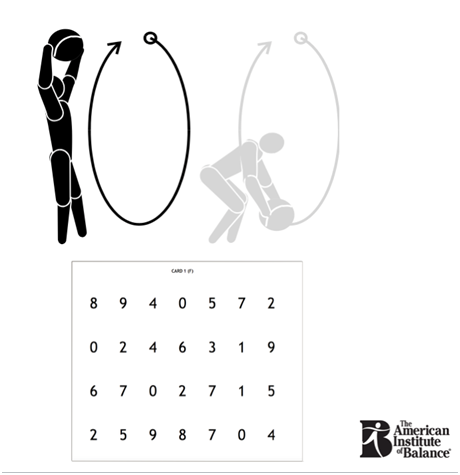 CARD 1 (F)
8 9 4 0 5 7 2
0 2 4 6 3 1 9
6 7 0 2 7 1 5
2 5 9 8 7 0 4
The
American
Institute
of Balance®